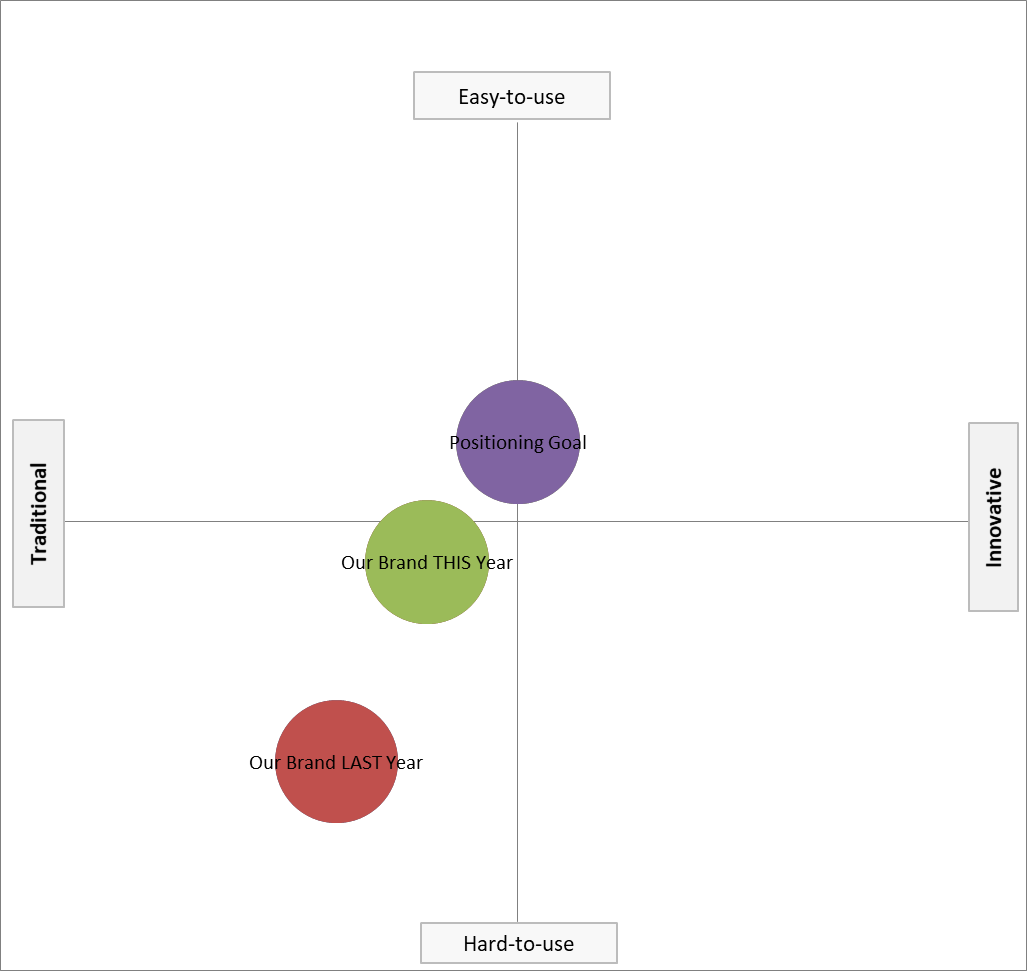 Easy-to-use
Positioning Goal
Traditional
Innovative
Our Brand THIS Year
Our Brand LAST Year
Hard-to-use